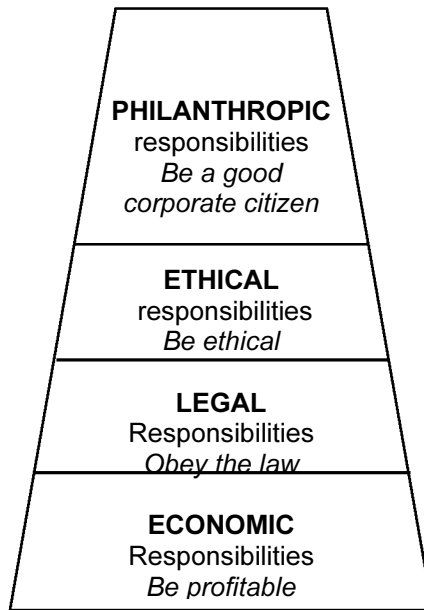 PHILANTHROPIC
responsibilities
Be a good
corporate citizen
ETHICAL
responsibilities
Be ethical
LEGAL
Responsibilities
Obey the law
ECONOMIC
Responsibilities
Be profitable